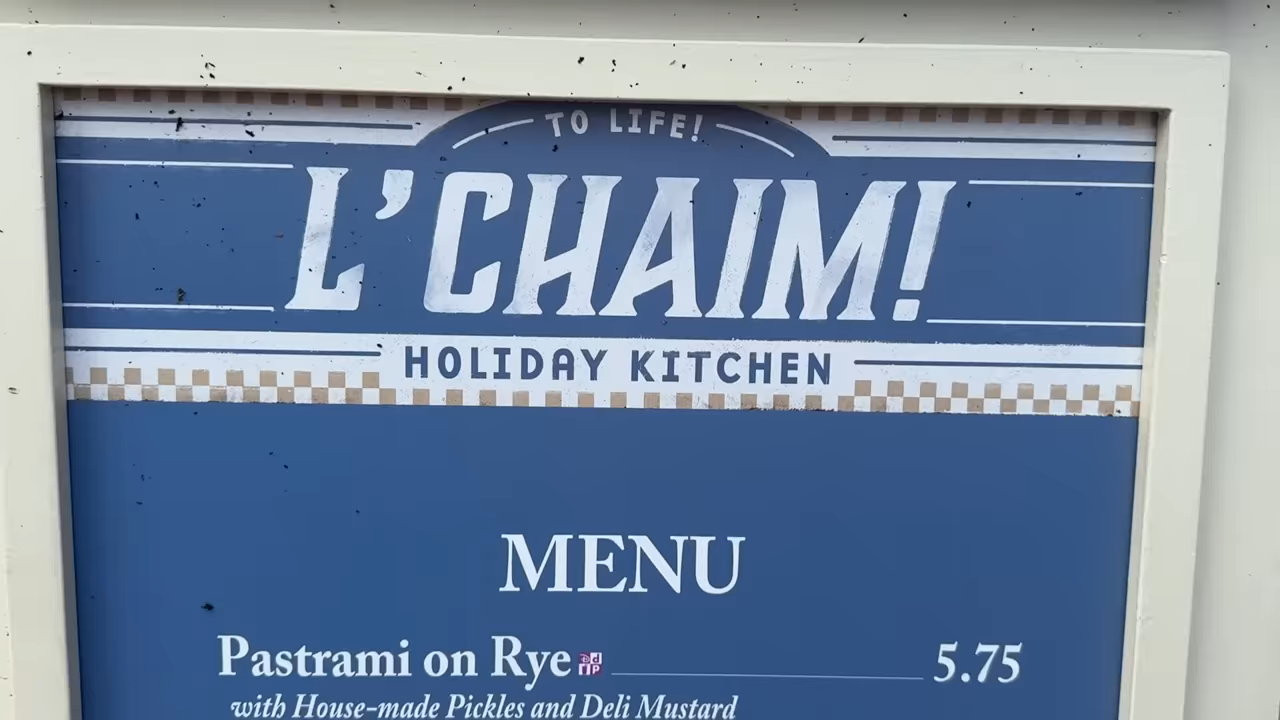 TO LIFE!
L'CHAIM!
HOLIDAY KITCHEN
MENU
Pastrami on Rye 5.75
with House-made Pickles and Deli Mustard